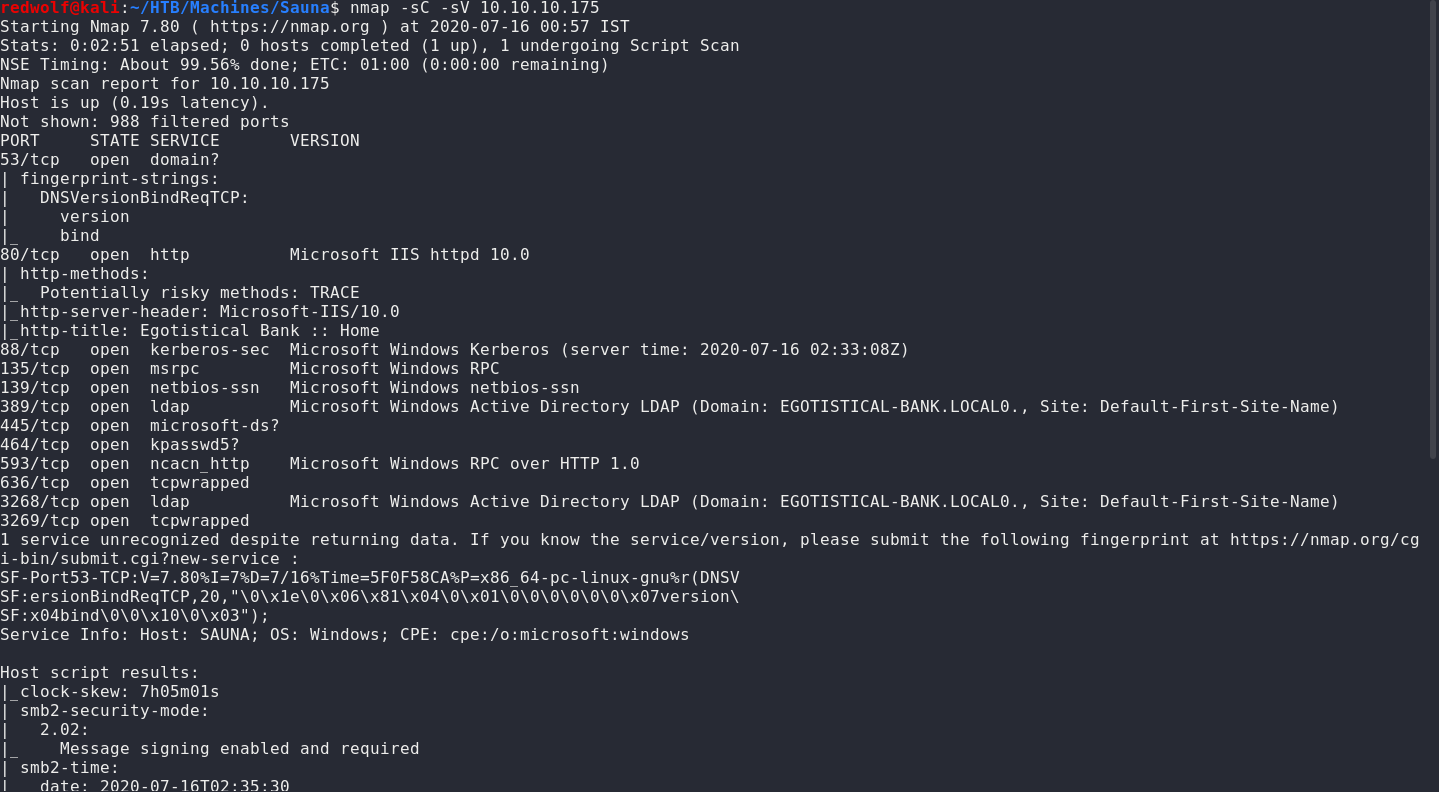 redwolf@kali:~/HTB/Machines/Sauna$ nmap -sC -sV 10.10.10.175
Starting Nmap 7.80 ( https://nmap.org ) at 2020-07-16 00:57 IST
Stats: 0:02:51 elapsed; 0 hosts completed (1 up), 1 undergoing Script Scan
NSE Timing: About 99.56% done; ETC: 01:00 (0:00:00 remaining)
Nmap scan report for 10.10.10.175
Host is up (0.19s latency).
Not shown: 988 filtered ports
PORT     STATE SERVICE       VERSION
53/tcp   open  domain?
| fingerprint-strings:
|   DNSVersionBindReqTCP:
|     version
|_    bind
80/tcp   open  http          Microsoft IIS httpd 10.0
| http-methods:
|_  Potentially risky methods: TRACE
|_http-server-header: Microsoft-IIS/10.0
|_http-title: Egotistical Bank :: Home
88/tcp   open  kerberos-sec  Microsoft Windows Kerberos (server time: 2020-07-16 02:33:08Z)
135/tcp  open  msrpc         Microsoft Windows RPC
139/tcp  open  netbios-ssn   Microsoft Windows netbios-ssn
389/tcp  open  ldap          Microsoft Windows Active Directory LDAP (Domain: EGOTISTICAL-BANK.LOCAL0., Site: Default-First-Site-Name)
445/tcp  open  microsoft-ds?
464/tcp  open  kpasswd5?
593/tcp  open  ncacn_http    Microsoft Windows RPC over HTTP 1.0
636/tcp  open  tcpwrapped
3268/tcp open  ldap          Microsoft Windows Active Directory LDAP (Domain: EGOTISTICAL-BANK.LOCAL0., Site: Default-First-Site-Name)
3269/tcp open  tcpwrapped
1 service unrecognized despite returning data. If you know the service/version, please submit the following fingerprint at https://nmap.org/cg
i-bin/submit.cgi?new-service :
SF-Port53-TCP:V=7.80%I=7%D=7/16%Time=5F0F58CA%P=x86_64-pc-linux-gnu%r(DNSV
SF:ersionBindReqTCP,20,"\0\x1e\0\x06\x81\x04\0\x01\0\0\0\0\0\0\x07version\
SF:x04bind\0\0\x10\0\x03");
Service Info: Host: SAUNA; OS: Windows; CPE: cpe:/o:microsoft:windows
Host script results:
|_clock-skew: 7h05m01s
| smb2-security-mode:
|   2.02:
|_    Message signing enabled and required
| smb2-time:
|   date: 2020-07-16T02:35:30